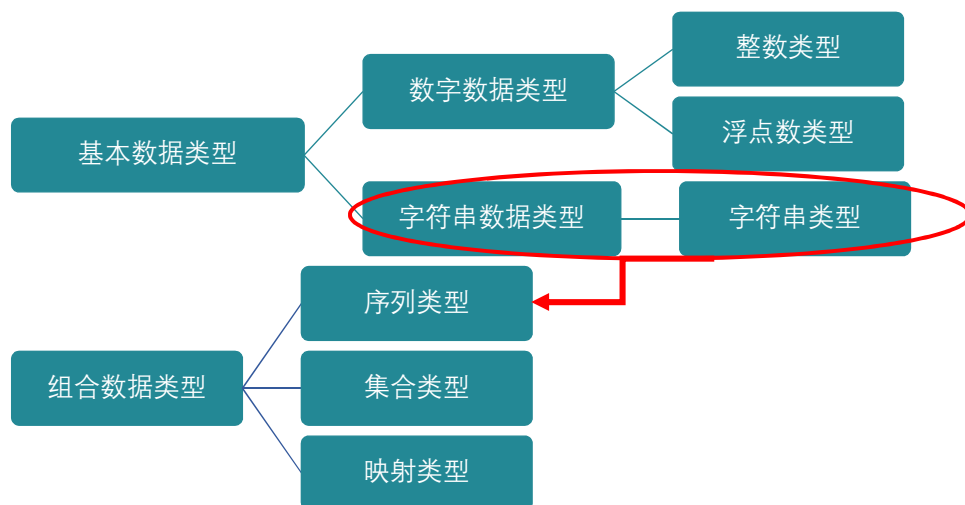 整数类型
数字数据类型
浮点数类型
基本数据类型
字符串数据类型
字符串类型
序列类型
组合数据类型
集合类型
映射类型